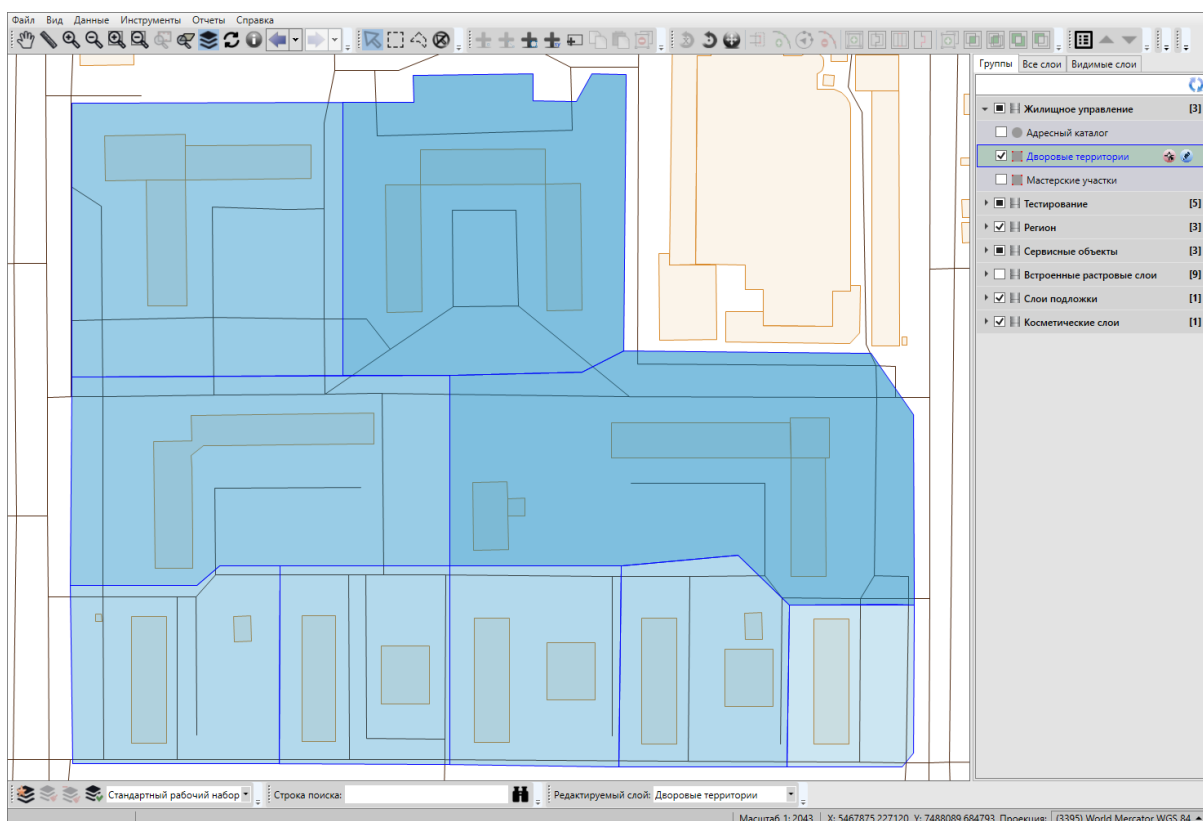 Файл Вид Данные Инструменты Отчеты Справка
Группы Все слои Видимые слои
Жилищное управление [3]
Адресный каталог
Дворовые территории
Мастерские участки
Тестирование [5]
Регион [3]
Сервисные объекты [3]
Встроенные растровые слои [9]
Слои подложки [1]
Косметические слои [1]
Стандартный рабочий набор Строка поиска: Редактируемый слой: Дворовые территории
Масштаб 1: 2043 X: 5467875,227120 Y: 7488089,684793 Проекция: (3395) World Mercator WGS 84